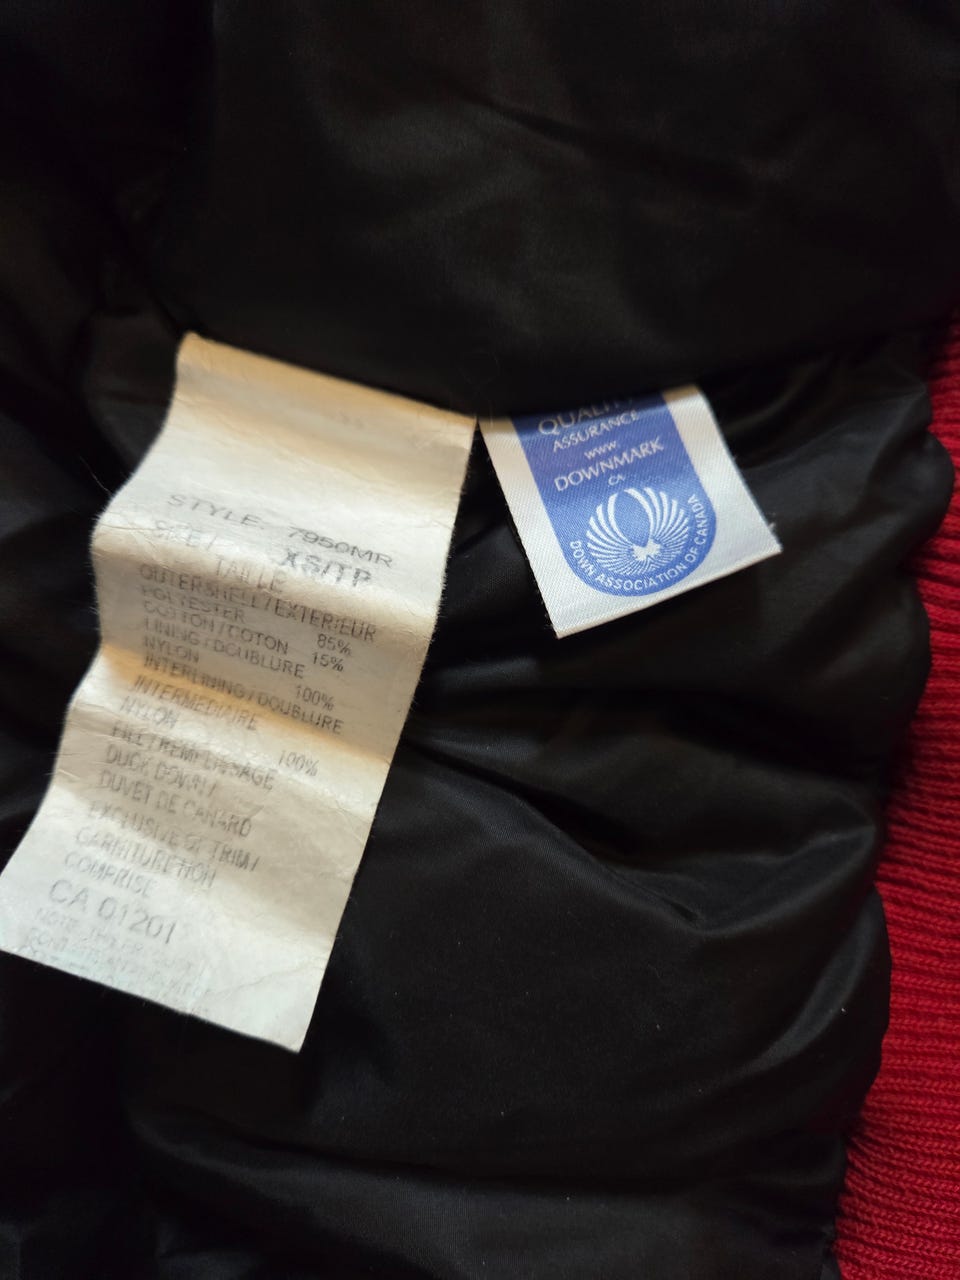 STYLE 7950MR
SIZE / TAILLE XS/TP
OUTERSHELL / EXTERIEUR
POLYESTER 85%
COTTON / COTON 15%
LINING / DOUBLURE
NYLON 100%
INTERLINING / DOUBLURE
INTERMEDIAIRE
NYLON 100%
FILL / REMPLISSAGE
DUCK DOWN /
DUVET DE CANARD
EXCLUSIVE OF TRIM /
GARNITURE NON
COMPRISE
CA 01201
QUALITY
ASSURANCE
www.
DOWNMARK
CA
DOWN ASSOCIATION OF CANADA